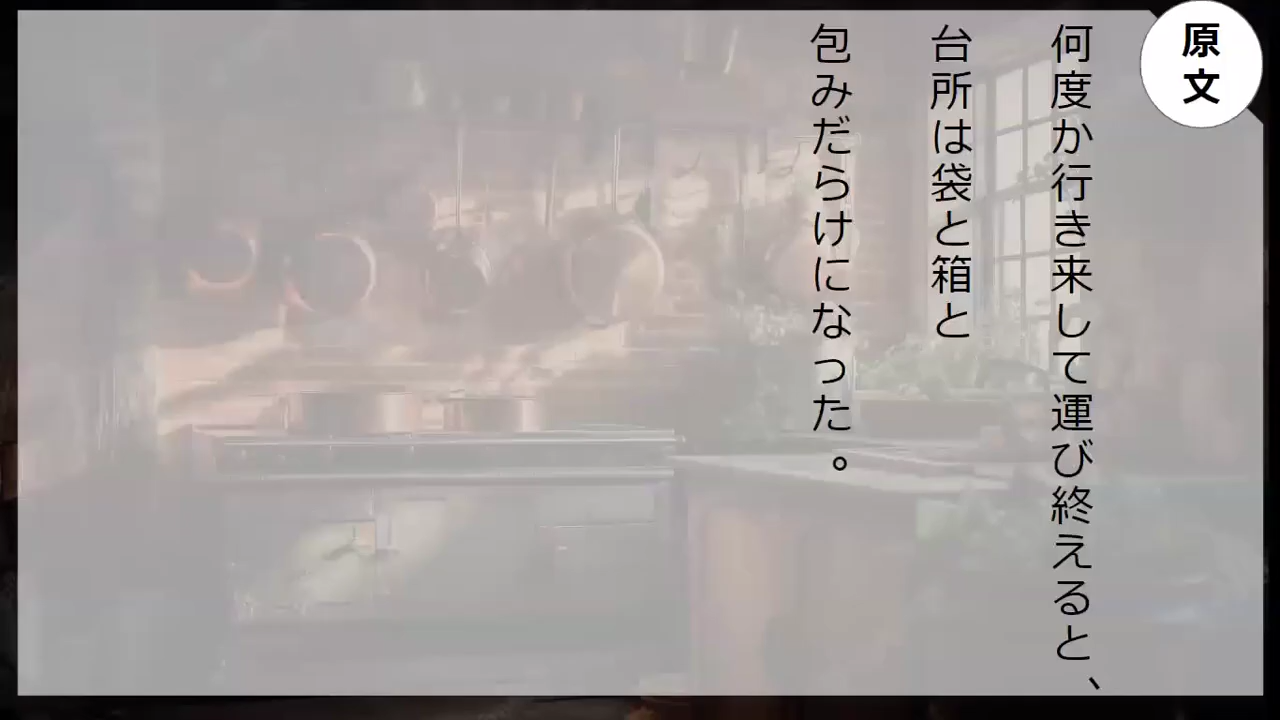 原文
何度か行き来して運び終えると、
台所は袋と箱と
包みだらけになった。